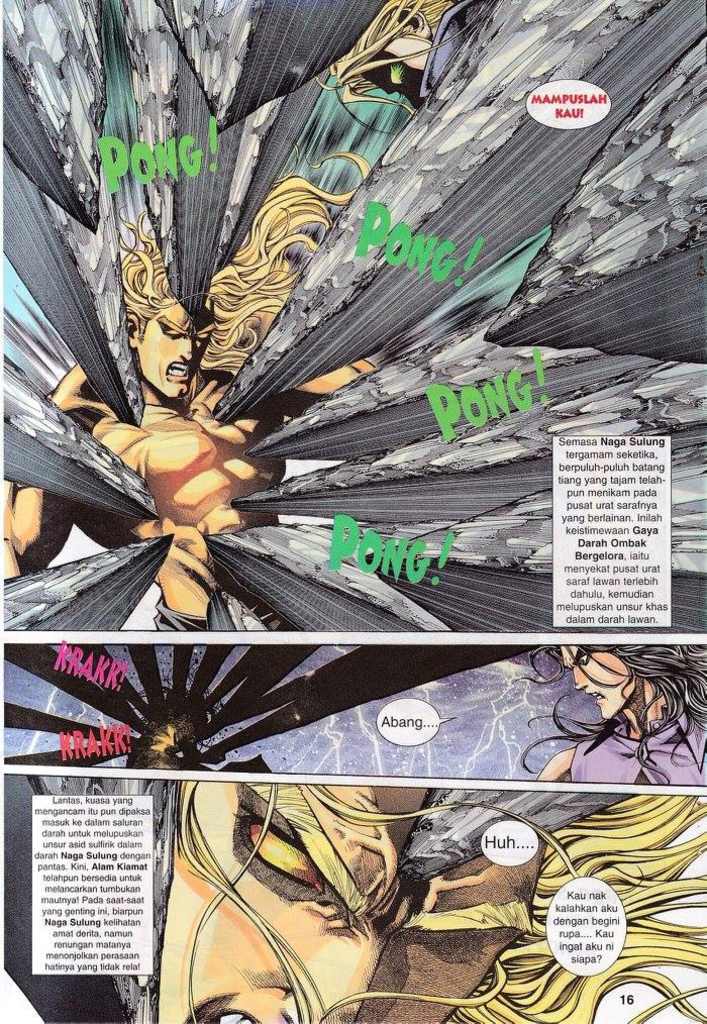 MAMPUSLAH
KAU!
PONG!
PONG!
PONG!
PONG!
Semasa Naga Sulung
tergamam seketika,
berpuluh-puluh batang
tiang yang tajam telah-
pun menikam pada
pusat urat sarafnya
yang berlainan. Inilah
keistimewaan Gaya
Darah Ombak
Bergelora, iaitu
menyekat pusat urat
saraf lawan terlebih
dahulu, kemudian
melupuskan unsur khas
dalam darah lawan.
KRAKK!
KRAKK!
Abang....
Lantas, kuasa yang
mengancam itu pun dipaksa
masuk ke dalam saluran
darah untuk melupuskan
unsur asid sulfirik dalam
darah Naga Sulung dengan
pantas. Kini, Alam Kiamat
telahpun bersedia untuk
melancarkan tumbukan
mautnya! Pada saat-saat
yang genting ini, biarpun
Naga Sulung kelihatan
amat derita, namun
renungan matanya
menonjolkan perasaan
hatinya yang tidak rela!
Huh....
Kau nak
kalahkan aku
dengan begini
rupa.... Kau
ingat aku ni
siapa?
16